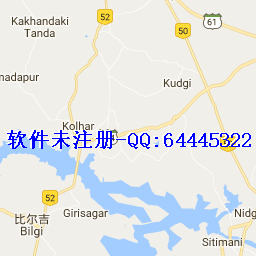 Kakhandaki
Tanda
52
50
61
madapur
Kudgi
Kolhar
软件未注册-QQ:64445322
52
比尔吉
Bilgi
Girisagar
Nidg
Sitimani